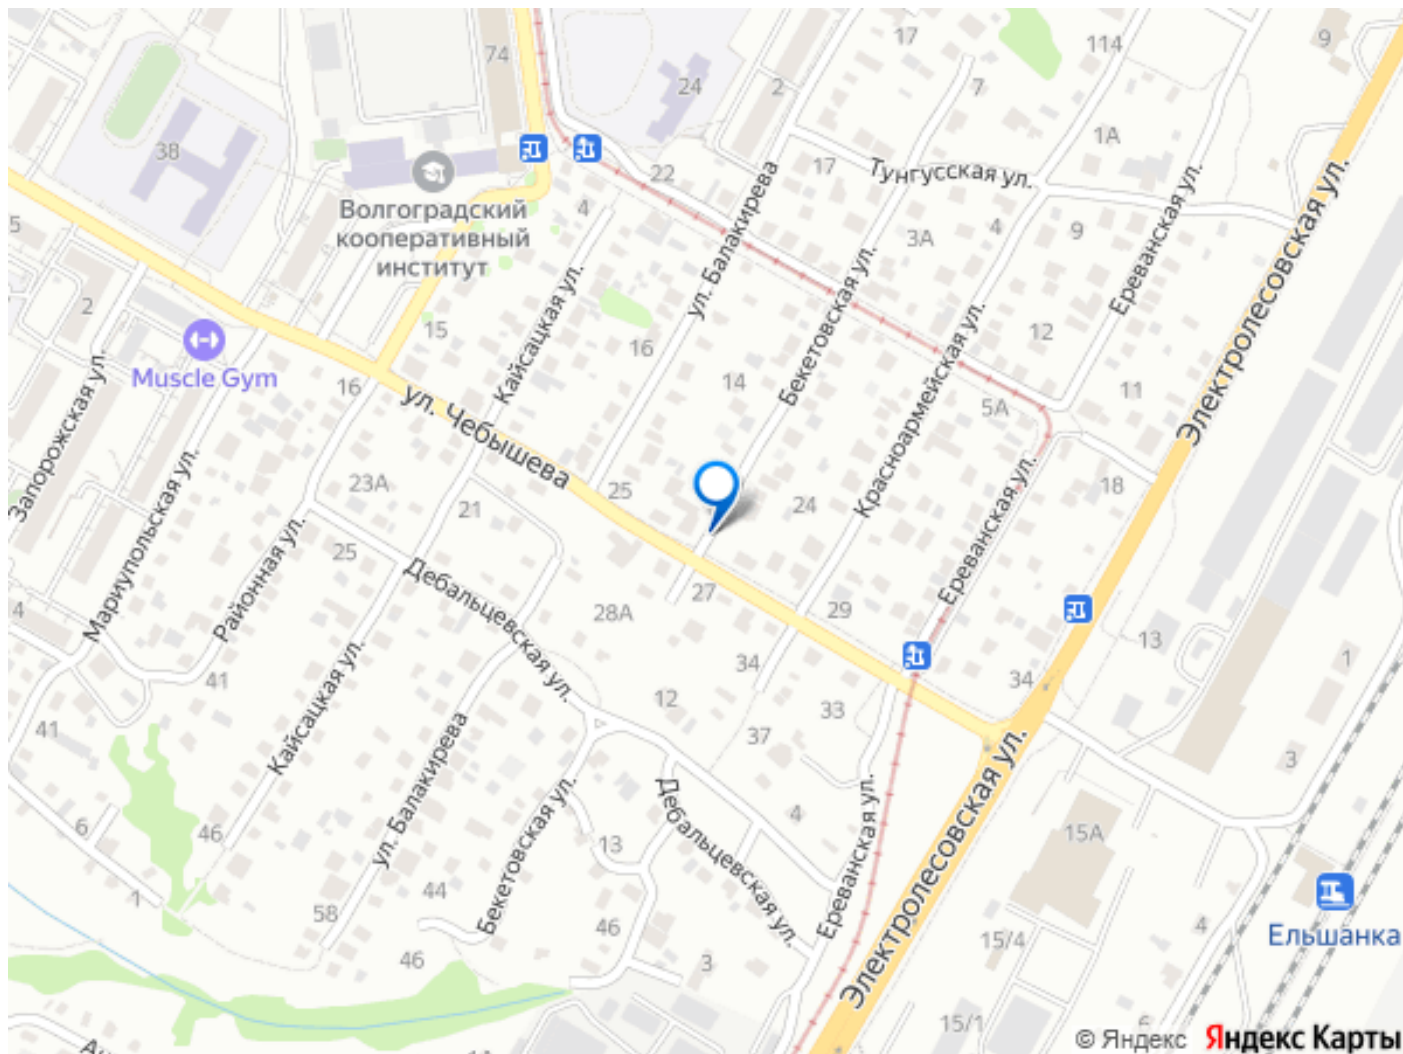 74
17
114
9
24
2
7
1А
38
22
17
Тунгусская ул.
ул. Балакирева
Волгоградский
кооперативный
институт
4
3А
4
9
Ереванская ул.
Электролесовская ул.
5
2
15
Кайсацкая ул.
16
Бекетовская ул.
12
Muscle Gym
16
14
Красноармейская ул.
5А
11
Запорожская ул.
ул. Чебышева
23А
21
25
24
18
Мариупольская ул.
Районная ул.
25
Дебальцевская ул.
Ереванская ул.
27
28А
29
4
13
1
41
Кайсацкая ул.
34
12
33
34
41
37
3
ул. Балакирева
Бекетовская ул.
Дебальцевская ул.
Ереванская ул.
Электролесовская ул.
4
15А
6
46
13
44
1
58
46
46
3
15/4
4
Ельшанка
15/1
6
© Яндекс Яндекс Карты